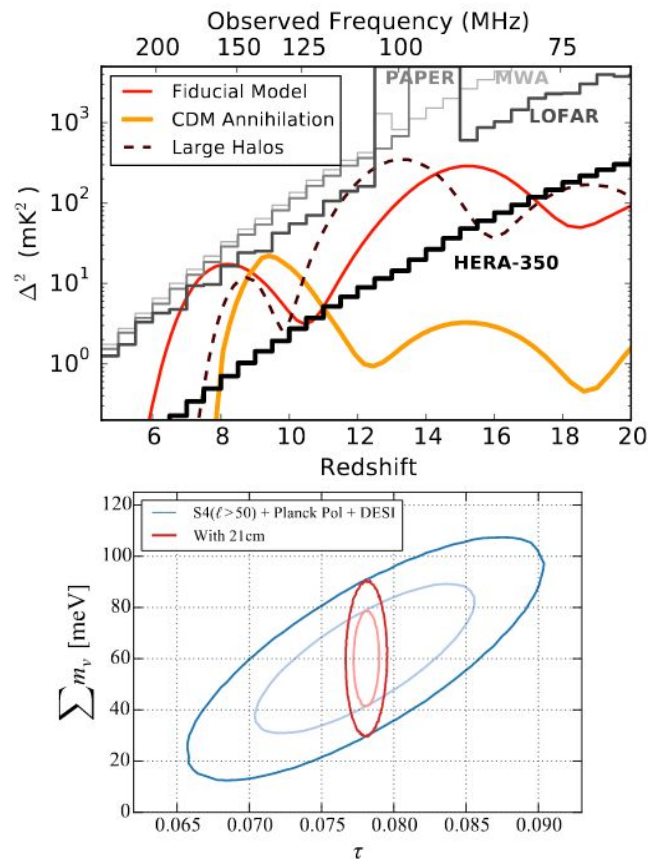 Observed Frequency (MHz)
200 150 125 100 75
PAPER MWA
Fiducial Model
CDM Annihilation
Large Halos
LOFAR
HERA-350
10³
10²
10¹
10⁰
Δ² (mK²)
6 8 10 12 14 16 18 20
Redshift
S4(ℓ>50) + Planck Pol + DESI
With 21cm
120
100
80
60
40
20
0
∑mᵥ [meV]
0.065 0.070 0.075 0.080 0.085 0.090
τ